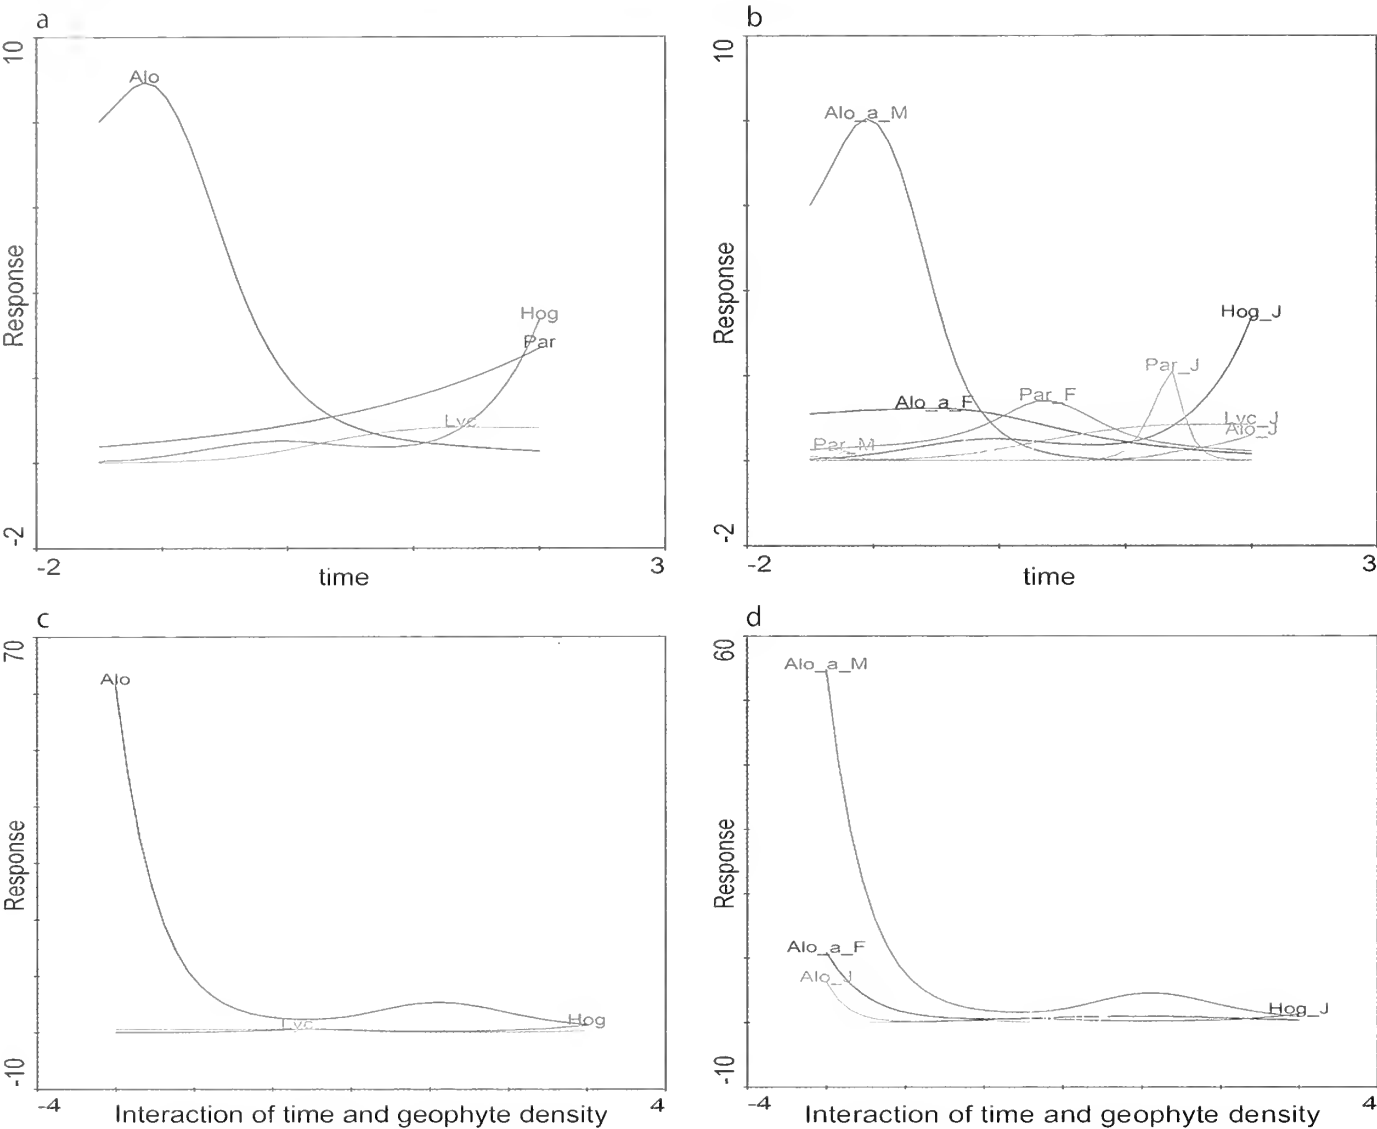 a
10
Response
-2
-2
3
time
Alo
Hog
Par
Lyc
b
10
Response
-2
-2
3
time
Alo_a_M
Hog_J
Par_J
Par_F
Alo_a_F
Lyc_J
Alo_J
Par_M
c
70
Response
-10
-4
4
Interaction of time and geophyte density
Alo
Lyc
Hog
d
60
Response
-10
-4
4
Interaction of time and geophyte density
Alo_a_M
Alo_a_F
Alo_J
Hog_J